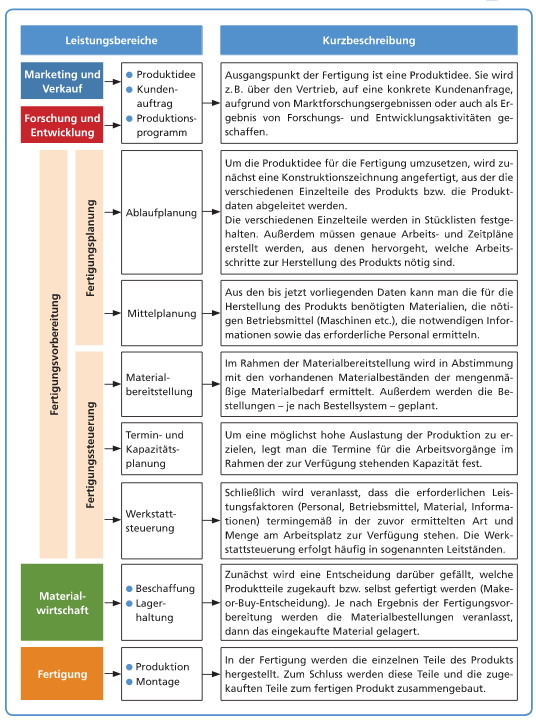 Leistungsbereiche
Kurzbeschreibung
Marketing und
Verkauf
Forschung und
Entwicklung
Produktidee
Kunden-
auftrag
Produktions-
programm
Ausgangspunkt der Fertigung ist eine Produktidee. Sie wird
z. B. über den Vertrieb, auf eine konkrete Kundenanfrage,
aufgrund von Marktforschungsergebnissen oder auch als Er-
gebnis von Forschungs- und Entwicklungsaktivitäten ge-
schaffen.
Fertigungsvorbereitung
Fertigungsplanung
Ablaufplanung
Um die Produktidee für die Fertigung umzusetzen, wird zu-
nächst eine Konstruktionszeichnung angefertigt, aus der die
verschiedenen Einzelteile des Produkts bzw. die Produkt-
daten abgeleitet werden.
Die verschiedenen Einzelteile werden in Stücklisten festge-
halten. Außerdem müssen genaue Arbeits- und Zeitpläne
erstellt werden, aus denen hervorgeht, welche Arbeits-
schritte zur Herstellung des Produkts nötig sind.
Mittelplanung
Aus den bis jetzt vorliegenden Daten kann man die für die
Herstellung des Produkts benötigten Materialien, die nöti-
gen Betriebsmittel (Maschinen etc.), die notwendigen Infor-
mationen sowie das erforderliche Personal ermitteln.
Fertigungssteuerung
Material-
bereitstellung
Im Rahmen der Materialbereitstellung wird in Abstimmung
mit den vorhandenen Materialbeständen der mengenmä-
ßige Materialbedarf ermittelt. Außerdem werden die Be-
stellungen – je nach Bestellsystem – geplant.
Termin- und
Kapazitäts-
planung
Um eine möglichst hohe Auslastung der Produktion zu er-
zielen, legt man die Termine für die Arbeitsvorgänge im
Rahmen der zur Verfügung stehenden Kapazität fest.
Werkstatt-
steuerung
Schließlich wird veranlasst, dass die erforderlichen Leis-
tungsfaktoren (Personal, Betriebsmittel, Material, Informa-
tionen) termingemäß in der zuvor ermittelten Art und
Menge am Arbeitsplatz zur Verfügung stehen. Die Werk-
stattsteuerung erfolgt häufig in sogenannten Leitständen.
Material-
wirtschaft
Beschaffung
Lager-
haltung
Zunächst wird eine Entscheidung darüber gefällt, welche
Produktteile zugekauft bzw. selbst gefertigt werden (Make-
or-Buy-Entscheidung). Je nach Ergebnis der Fertigungsvor-
bereitung werden die Materialbestellungen veranlasst,
dann das eingekaufte Material gelagert.
Fertigung
Produktion
Montage
In der Fertigung werden die einzelnen Teile des Produkts
hergestellt. Zum Schluss werden diese Teile und die zuge-
kauften Teile zum fertigen Produkt zusammengebaut.